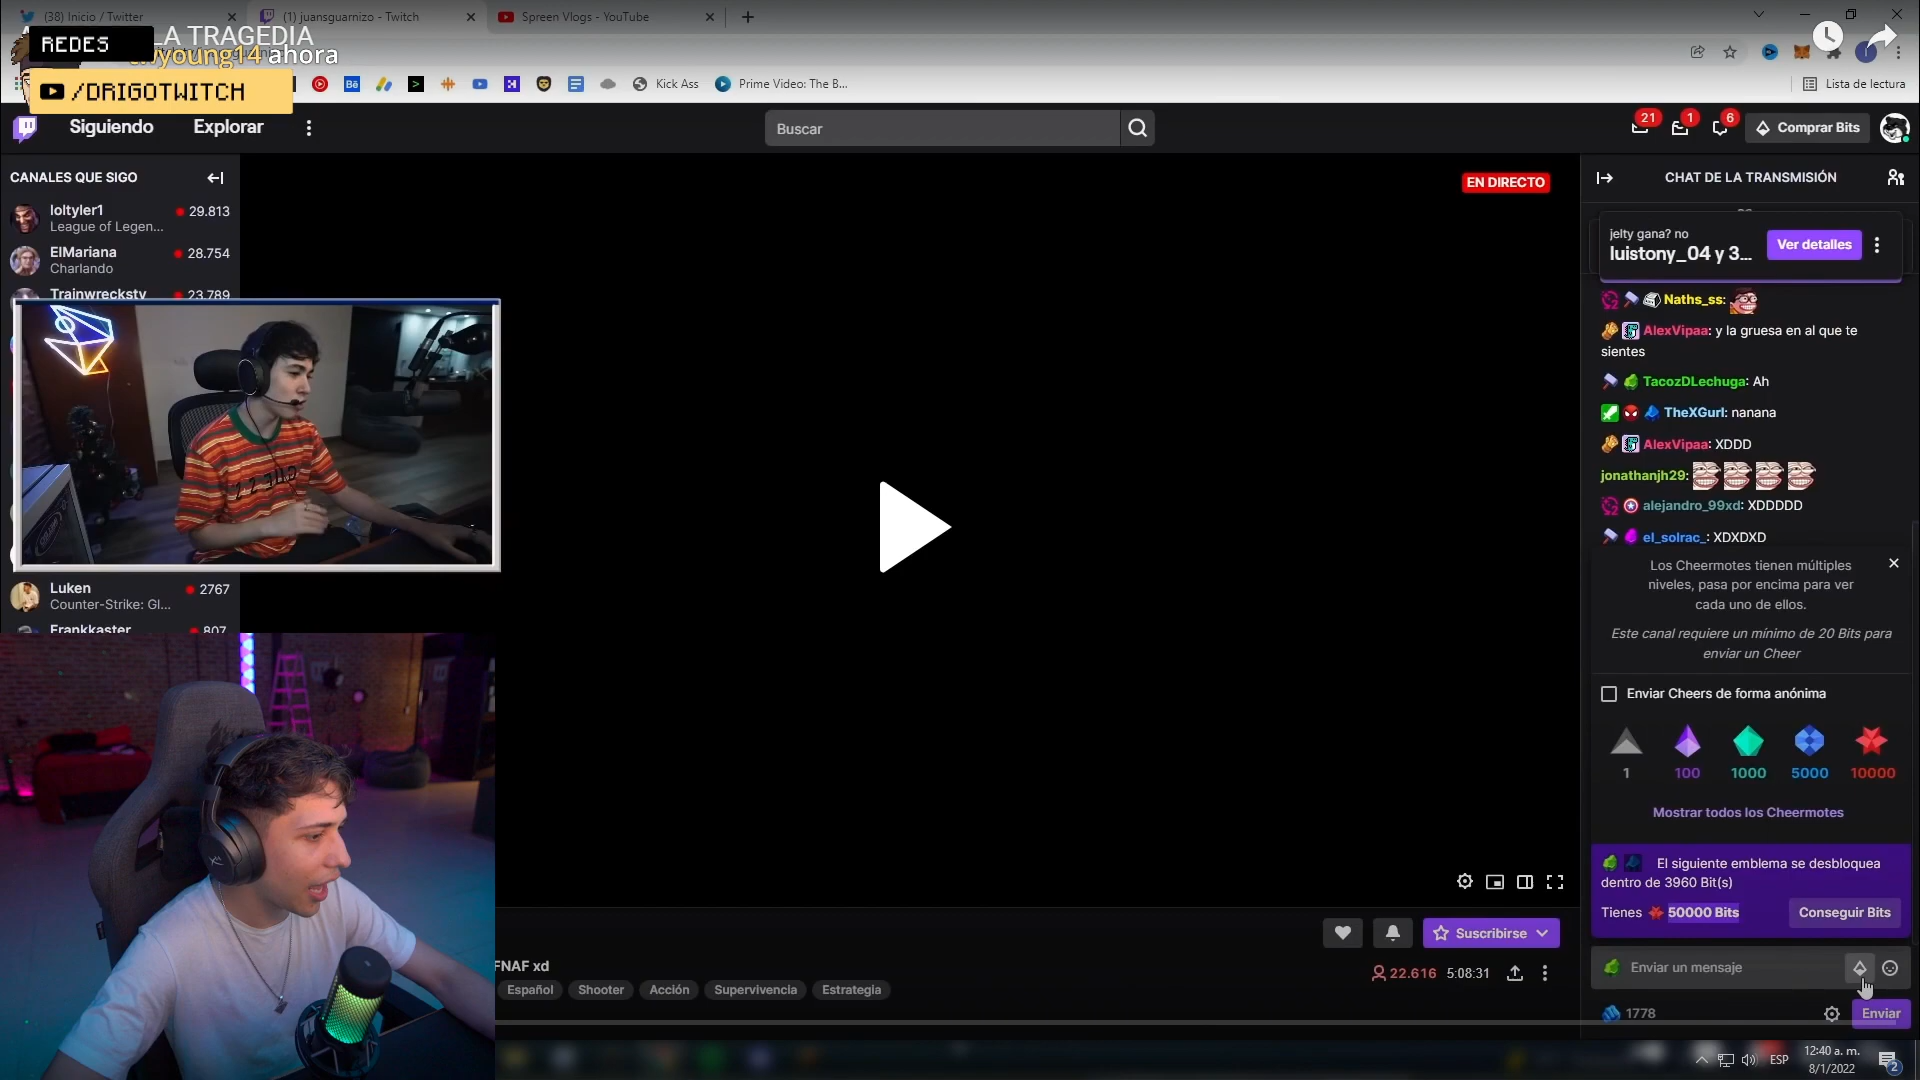 (38) Inicio / Twitter
(1) juansguarnizo - Twitch
Spreen Vlogs - YouTube
LA TRAGEDIA
REDES
young14 ahora
/DRIGOTWITCH
Kick Ass
Prime Video: The B...
Lista de lectura
Siguiendo
Explorar
Buscar
21
1
6
Comprar Bits
CANALES QUE SIGO
loltyler1
29.813
League of Legen...
ElMariana
28.754
Charlando
Trainwreckstv
23.789
Luken
2767
Counter-Strike: Gl...
Frankkaster
807
EN DIRECTO
FNAF xd
Español
Shooter
Acción
Supervivencia
Estrategia
Suscribirse
22.616
5:08:31
CHAT DE LA TRANSMISIÓN
jelty gana? no
luistony_04 y 3...
Ver detalles
Naths_ss:
AlexVipaa: y la gruesa en al que te
sientes
TacozDLechuga: Ah
TheXGurl: nanana
AlexVipaa: XDDD
jonathanjh29:
alejandro_99xd: XDDDDD
el_solrac_: XDXDXD
Los Cheermotes tienen múltiples
niveles, pasa por encima para ver
cada uno de ellos.
Este canal requiere un mínimo de 20 Bits para
enviar un Cheer
Enviar Cheers de forma anónima
1
100
1000
5000
10000
Mostrar todos los Cheermotes
El siguiente emblema se desbloquea
dentro de 3960 Bit(s)
Tienes 50000 Bits
Conseguir Bits
Enviar un mensaje
1778
Enviar
ESP
12:40 a. m.
8/1/2022
2